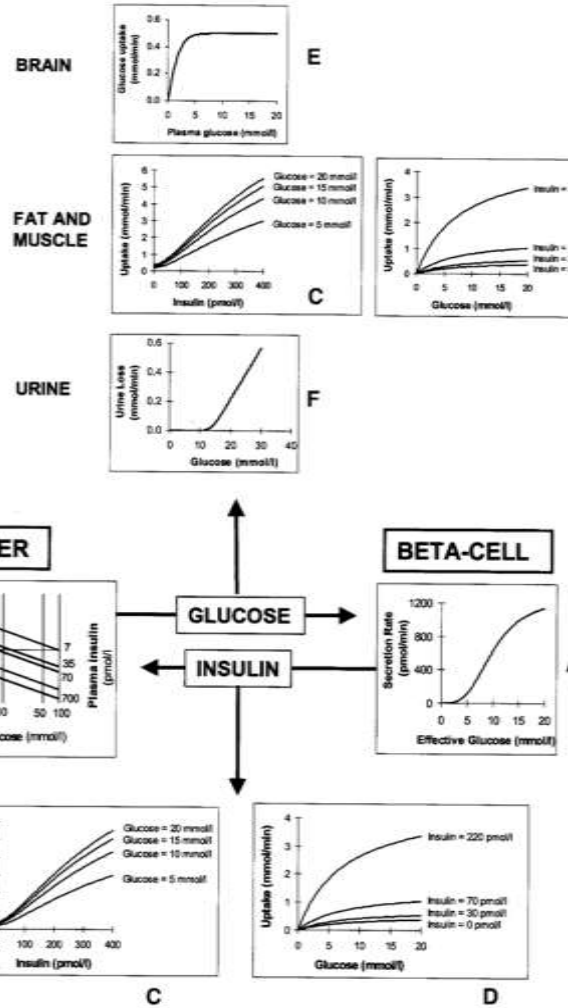 BRAIN
Glucose uptake
(mmol/min)
0.6
0.4
0.2
0.0
0 5 10 15 20
Plasma glucose (mmol/l)
E
FAT AND
MUSCLE
Uptake (mmol/min)
6
5
4
3
2
1
0
0 100 200 300 400
Insulin (pmol/l)
Glucose = 20 mmol/l
Glucose = 15 mmol/l
Glucose = 10 mmol/l
Glucose = 5 mmol/l
C
Uptake (mmol/min)
4
3
2
1
0
0 5 10 15 20
Glucose (mmol/l)
Insulin =
Insulin =
Insulin =
Insulin =
URINE
Urine Loss
(mmol/min)
0.6
0.4
0.2
0.0
0 10 20 30 40
Glucose (mmol/l)
F
ER
BETA-CELL
GLUCOSE
INSULIN
7
35
70
700
Plasma insulin
pmol/l
50 100
cose (mmol/l)
Secretion Rate
(pmol/min)
1200
800
400
0
0 5 10 15 20
Effective Glucose (mmol/l)
Glucose = 20 mmol/l
Glucose = 15 mmol/l
Glucose = 10 mmol/l
Glucose = 5 mmol/l
0 100 200 300 400
Insulin (pmol/l)
C
Uptake (mmol/min)
4
3
2
1
0
0 5 10 15 20
Glucose (mmol/l)
Insulin = 220 pmol/l
Insulin = 70 pmol/l
Insulin = 30 pmol/l
Insulin = 0 pmol/l
D